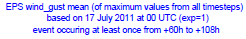 EPS wind_gust mean (of maximum values from all timesteps)
based on 17 July 2011 at 00 UTC (exp=1)
event occuring at least once from +60h to +108h